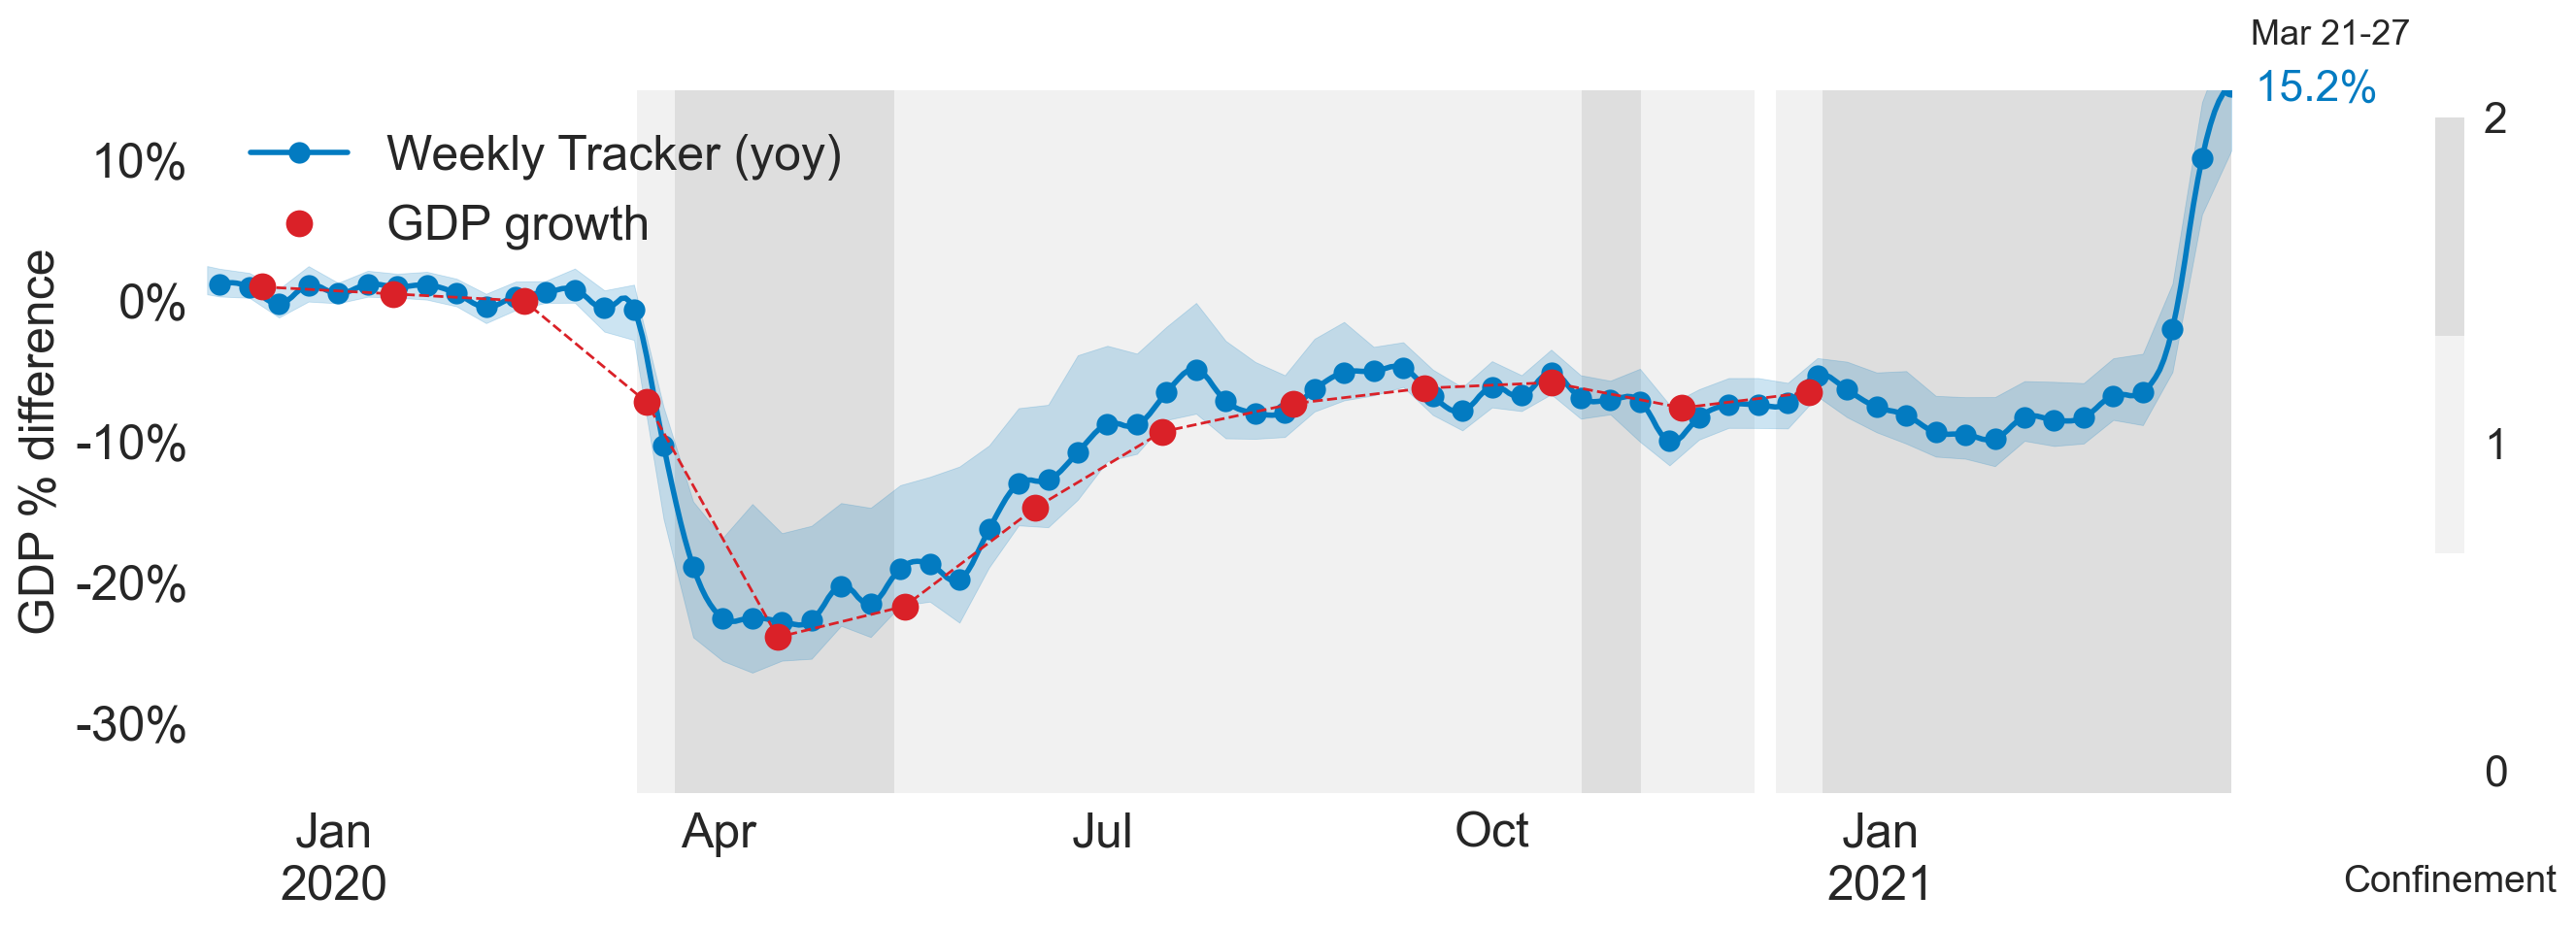 Mar 21-27
15.2%
Weekly Tracker (yoy)
GDP growth
GDP % difference
10%
0%
-10%
-20%
-30%
Jan
2020
Apr
Jul
Oct
Jan
2021
2
1
0
Confinement